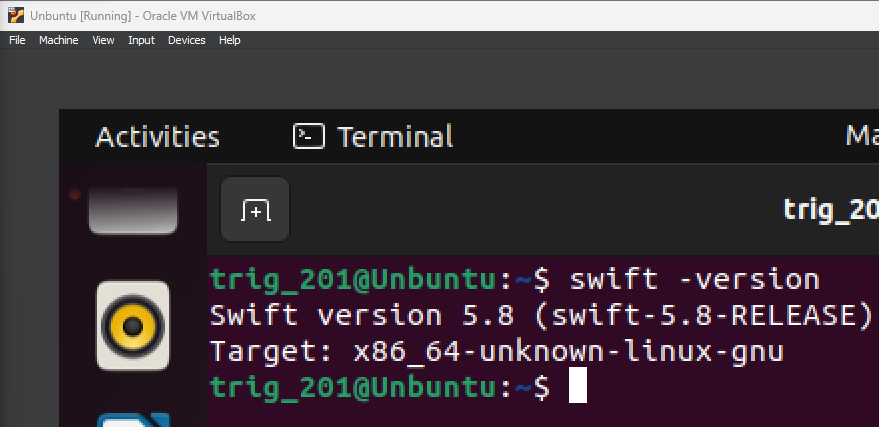 Unbuntu [Running] - Oracle VM VirtualBox
File Machine View Input Devices Help
Activities Terminal Ma
trig_20
trig_201@Unbuntu:~$ swift -version
Swift version 5.8 (swift-5.8-RELEASE)
Target: x86_64-unknown-linux-gnu
trig_201@Unbuntu:~$